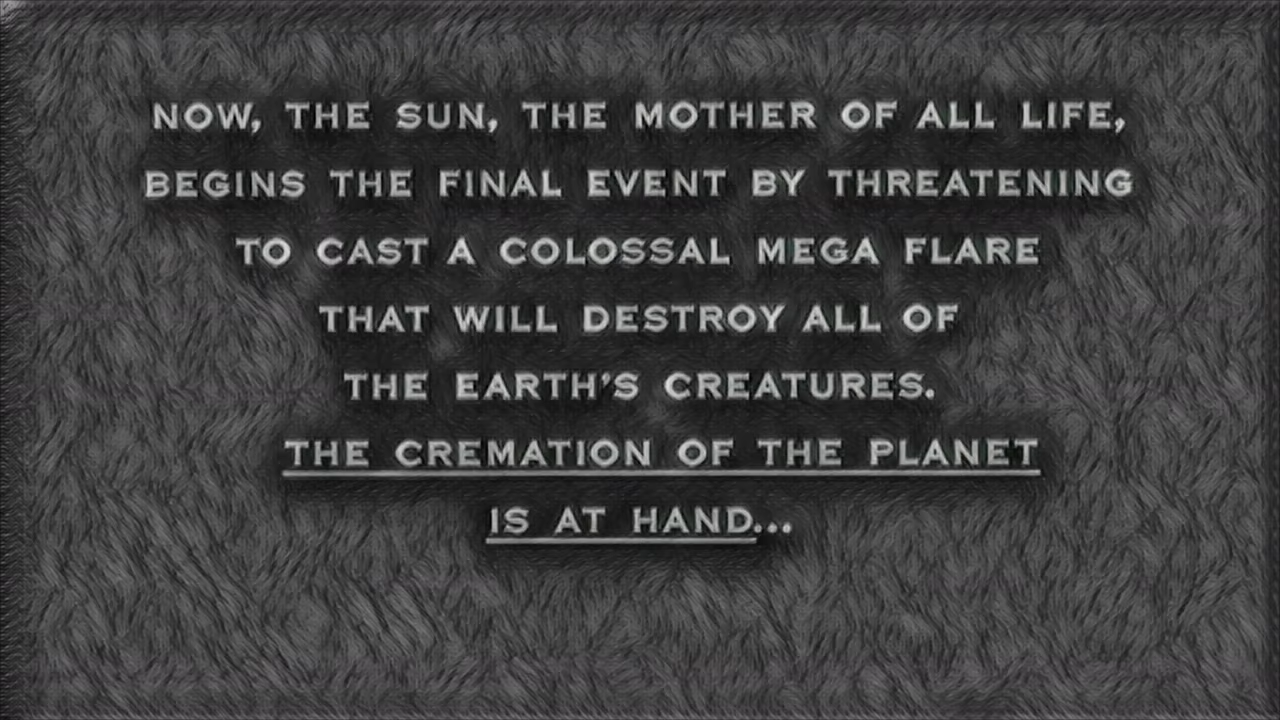 NOW, THE SUN, THE MOTHER OF ALL LIFE,
BEGINS THE FINAL EVENT BY THREATENING
TO CAST A COLOSSAL MEGA FLARE
THAT WILL DESTROY ALL OF
THE EARTH'S CREATURES.
THE CREMATION OF THE PLANET
IS AT HAND...